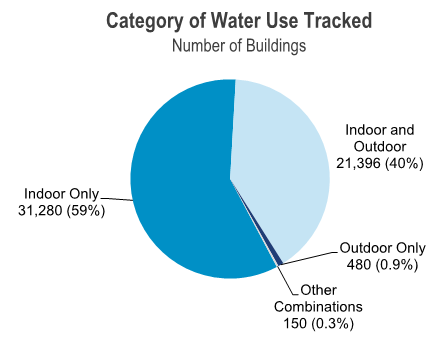 Category of Water Use Tracked
Number of Buildings
Indoor and
Outdoor
21,396 (40%)
Indoor Only
31,280 (59%)
Outdoor Only
480 (0.9%)
Other
Combinations
150 (0.3%)